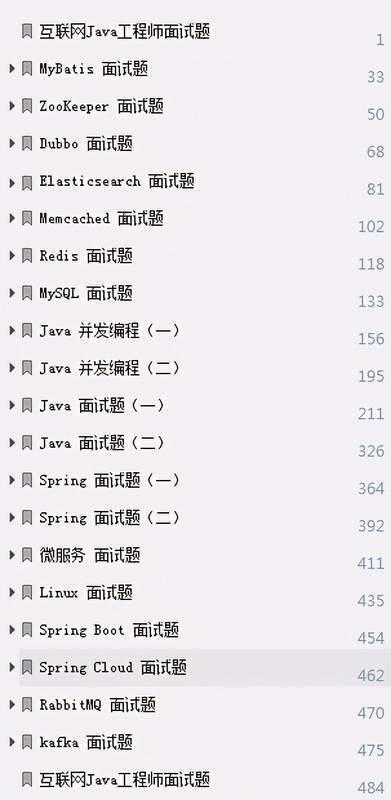 互联网Java工程师面试题 1
MyBatis 面试题 33
ZooKeeper 面试题 50
Dubbo 面试题 68
Elasticsearch 面试题 81
Memcached 面试题 102
Redis 面试题 118
MySQL 面试题 133
Java 并发编程（一） 156
Java 并发编程（二） 195
Java 面试题（一） 211
Java 面试题（二） 326
Spring 面试题（一） 364
Spring 面试题（二） 392
微服务 面试题 411
Linux 面试题 435
Spring Boot 面试题 454
Spring Cloud 面试题 462
RabbitMQ 面试题 470
kafka 面试题 475
互联网Java工程师面试题 484